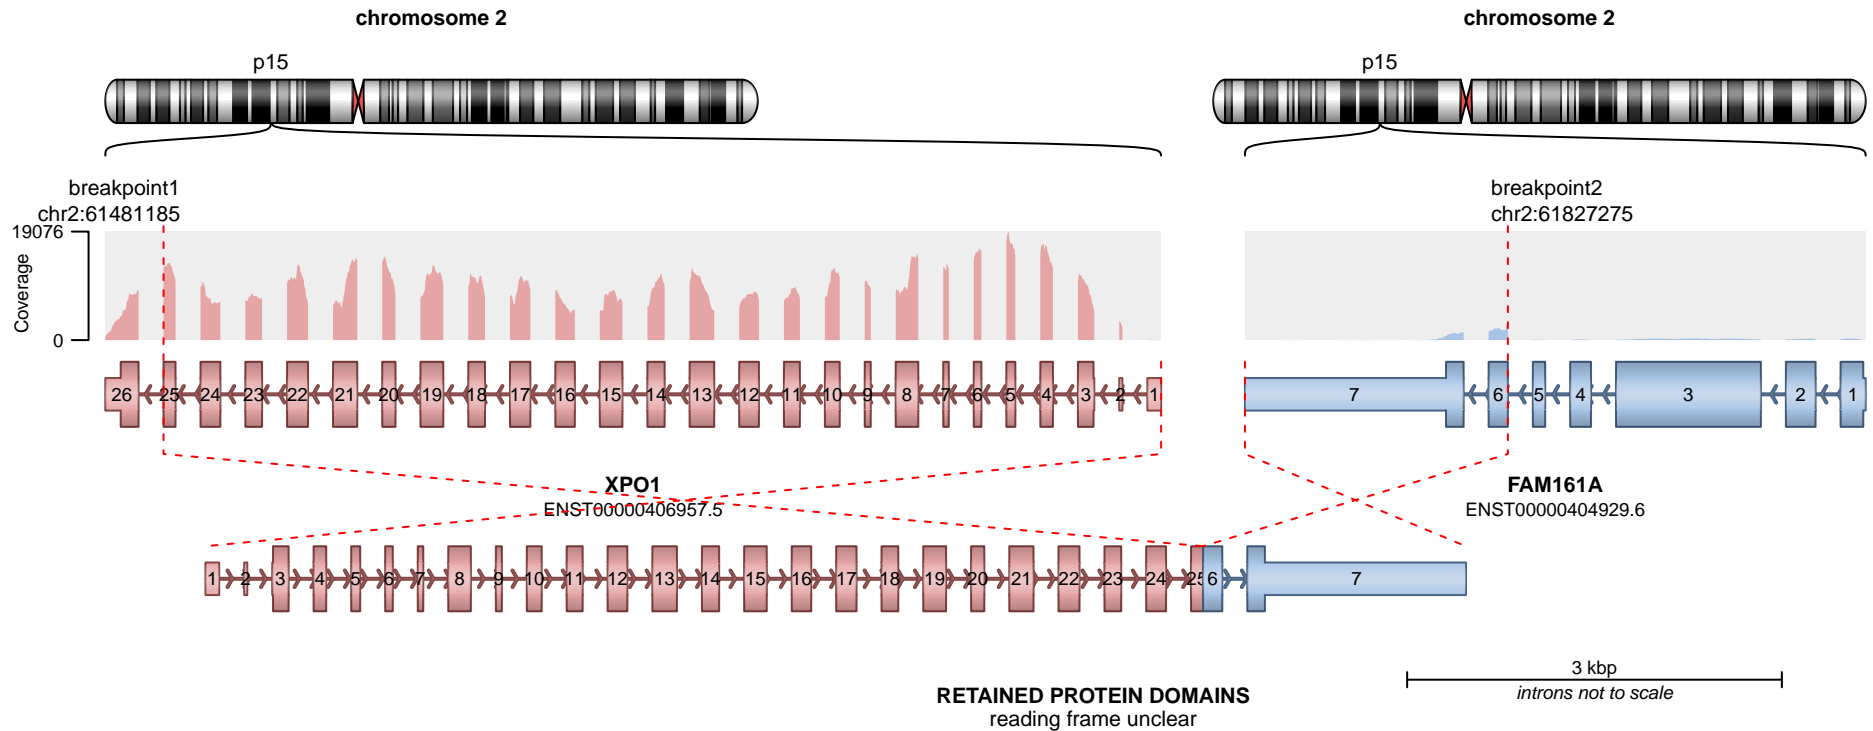 chromosome 2 chromosome 2
p15 p15
breakpoint1 breakpoint2
chr2:61481185 chr2:61827275
19076
Coverage
0
26 25 24 23 22 21 20 19 18 17 16 15 14 13 12 11 10 9 8 7 6 5 4 3 2 1 7 6 5 4 3 2 1
XPO1 FAM161A
ENST00000406957.5 ENST00000404929.6
1 2 3 4 5 6 7 8 9 10 11 12 13 14 15 16 17 18 19 20 21 22 23 24 25 6 7
3 kbp
introns not to scale
RETAINED PROTEIN DOMAINS
reading frame unclear